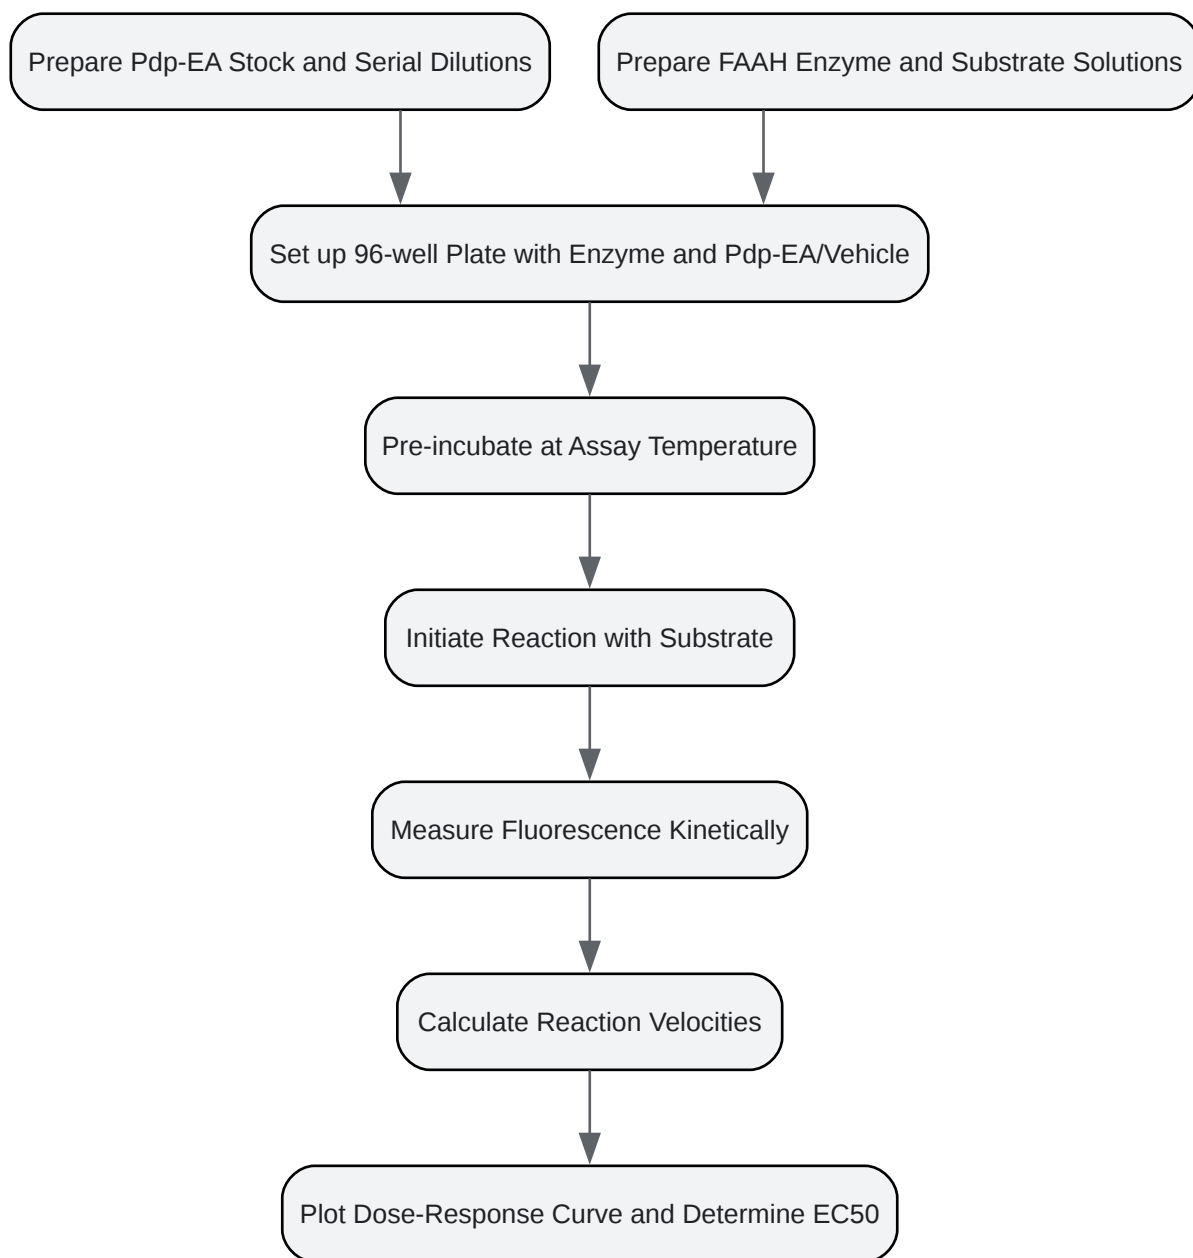 Prepare Pdp-EA Stock and Serial Dilutions
Prepare FAAH Enzyme and Substrate Solutions
Set up 96-well Plate with Enzyme and Pdp-EA/Vehicle
Pre-incubate at Assay Temperature
Initiate Reaction with Substrate
Measure Fluorescence Kinetically
Calculate Reaction Velocities
Plot Dose-Response Curve and Determine EC50